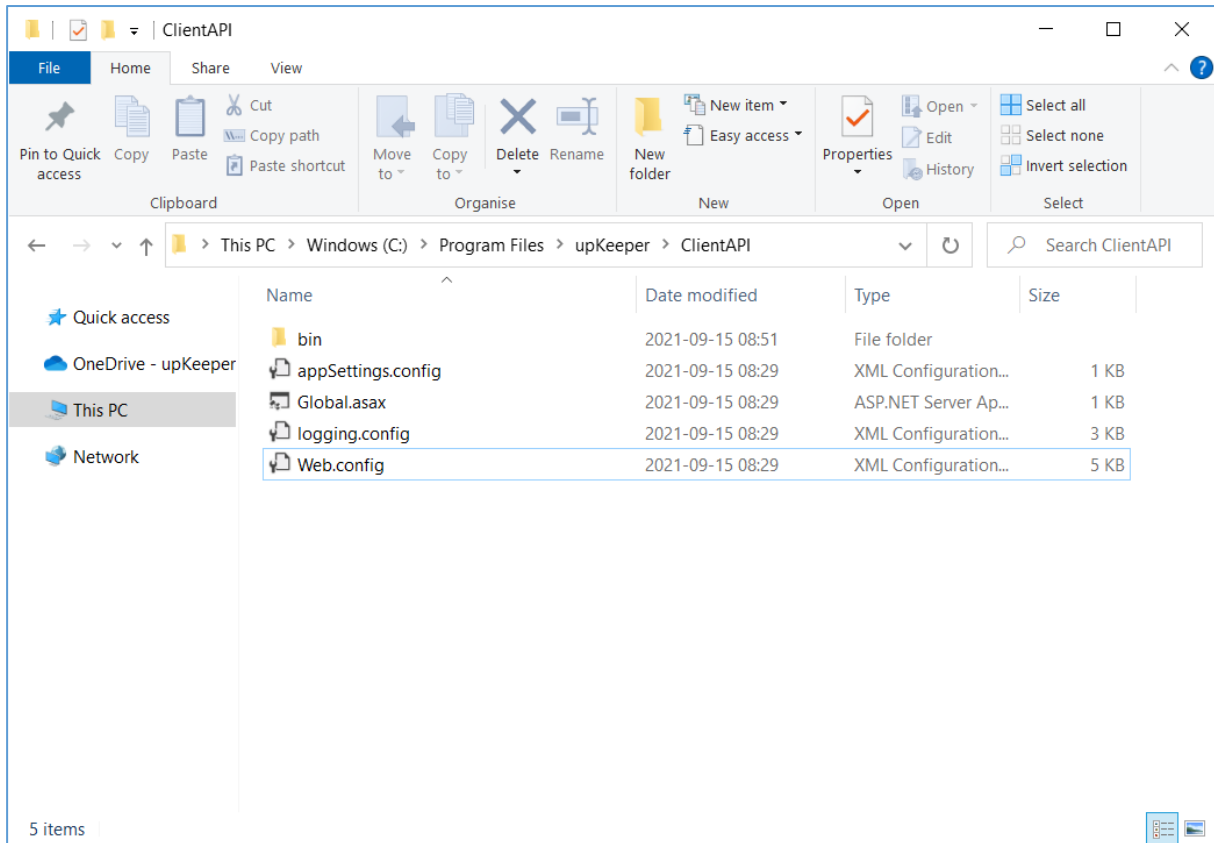 ClientAPI
File Home Share View
?
Pin to Quick access
Copy
Paste
Cut
Copy path
Paste shortcut
Clipboard
Move to
Copy to
Delete
Rename
Organise
New folder
New item
Easy access
New
Properties
Open
Edit
History
Open
Select all
Select none
Invert selection
Select
This PC > Windows (C:) > Program Files > upKeeper > ClientAPI
Search ClientAPI
Quick access
OneDrive - upKeeper
This PC
Network
Name Date modified Type Size
bin 2021-09-15 08:51 File folder
appSettings.config 2021-09-15 08:29 XML Configuration... 1 KB
Global.asax 2021-09-15 08:29 ASP.NET Server Ap... 1 KB
logging.config 2021-09-15 08:29 XML Configuration... 3 KB
Web.config 2021-09-15 08:29 XML Configuration... 5 KB
5 items